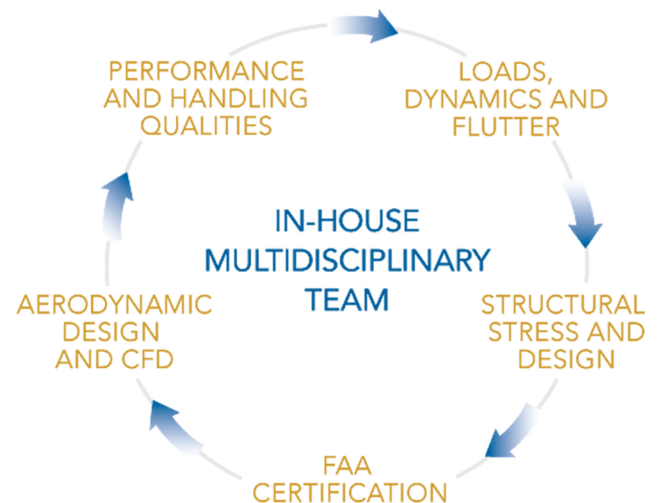 PERFORMANCE
AND HANDLING
QUALITIES
LOADS,
DYNAMICS AND
FLUTTER
IN-HOUSE
MULTIDISCIPLINARY
TEAM
AERODYNAMIC
DESIGN
AND CFD
STRUCTURAL
STRESS AND
DESIGN
FAA
CERTIFICATION